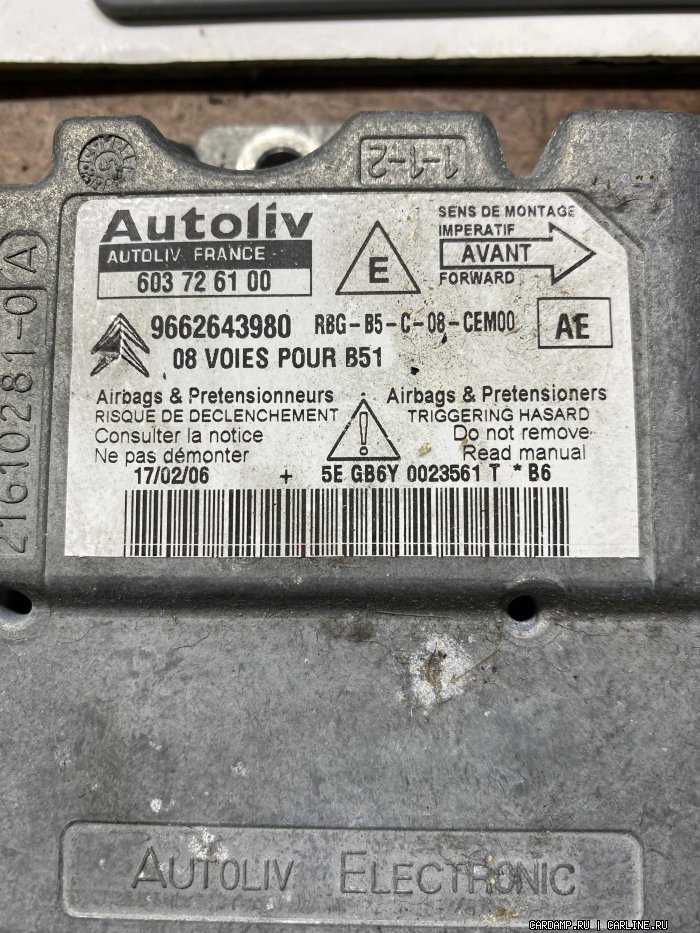 1-1-2
21610281-0 A
Autoliv
AUTOLIV FRANCE
603 72 61 00
E
SENS DE MONTAGE
IMPERATIF
AVANT
FORWARD
9662643980 RBG-B5-C-08-CEM00
AE
08 VOIES POUR B51
Airbags & Pretensionneurs
RISQUE DE DECLENCHEMENT
Consulter la notice
Ne pas démonter
!
Airbags & Pretensioners
TRIGGERING HASARD
Do not remove
Read manual
17/02/06 + 5E GB6Y 0023561 T * B6
AUTOLIV ELECTRONIC
CARDAMP.RU | CARLINE.RU